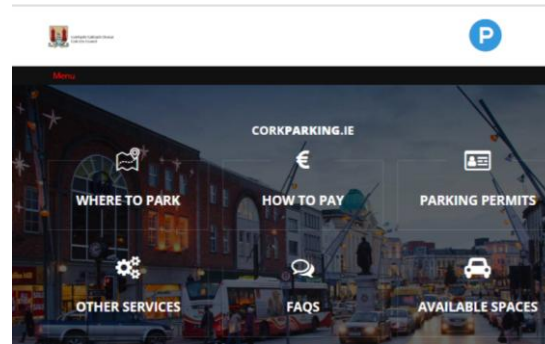 P
Menu
CORKPARKING.IE
€
WHERE TO PARK
HOW TO PAY
PARKING PERMITS
OTHER SERVICES
FAQS
AVAILABLE SPACES